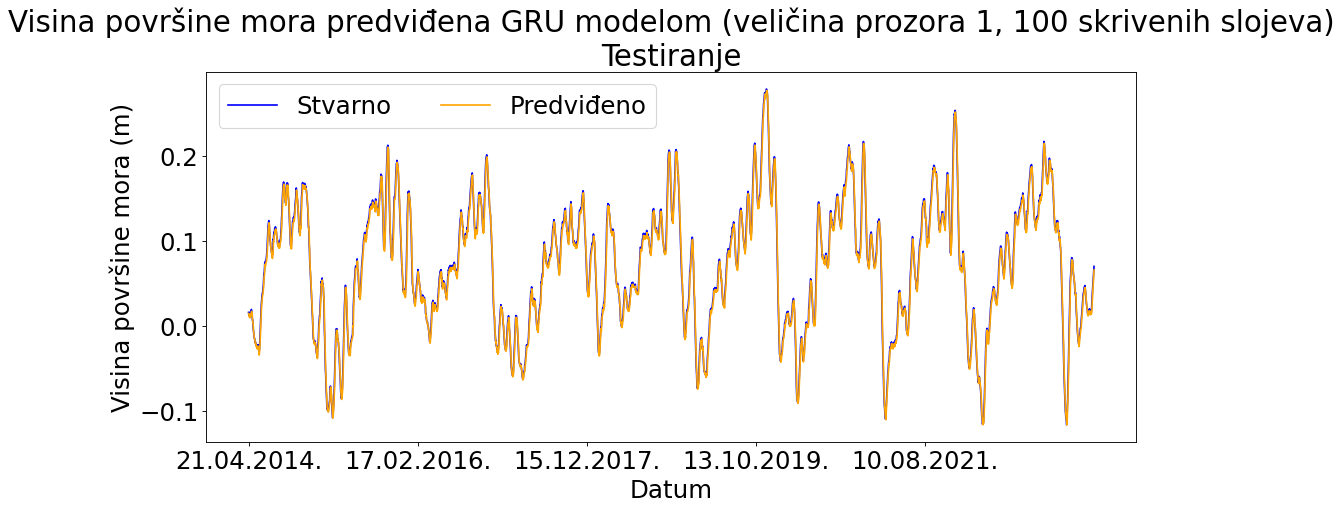 Visina površine mora predviđena GRU modelom (veličina prozora 1, 100 skrivenih slojeva)
Testiranje
Stvarno
Predviđeno
Visina površine mora (m)
0.2
0.1
0.0
−0.1
21.04.2014.
17.02.2016.
15.12.2017.
13.10.2019.
10.08.2021.
Datum